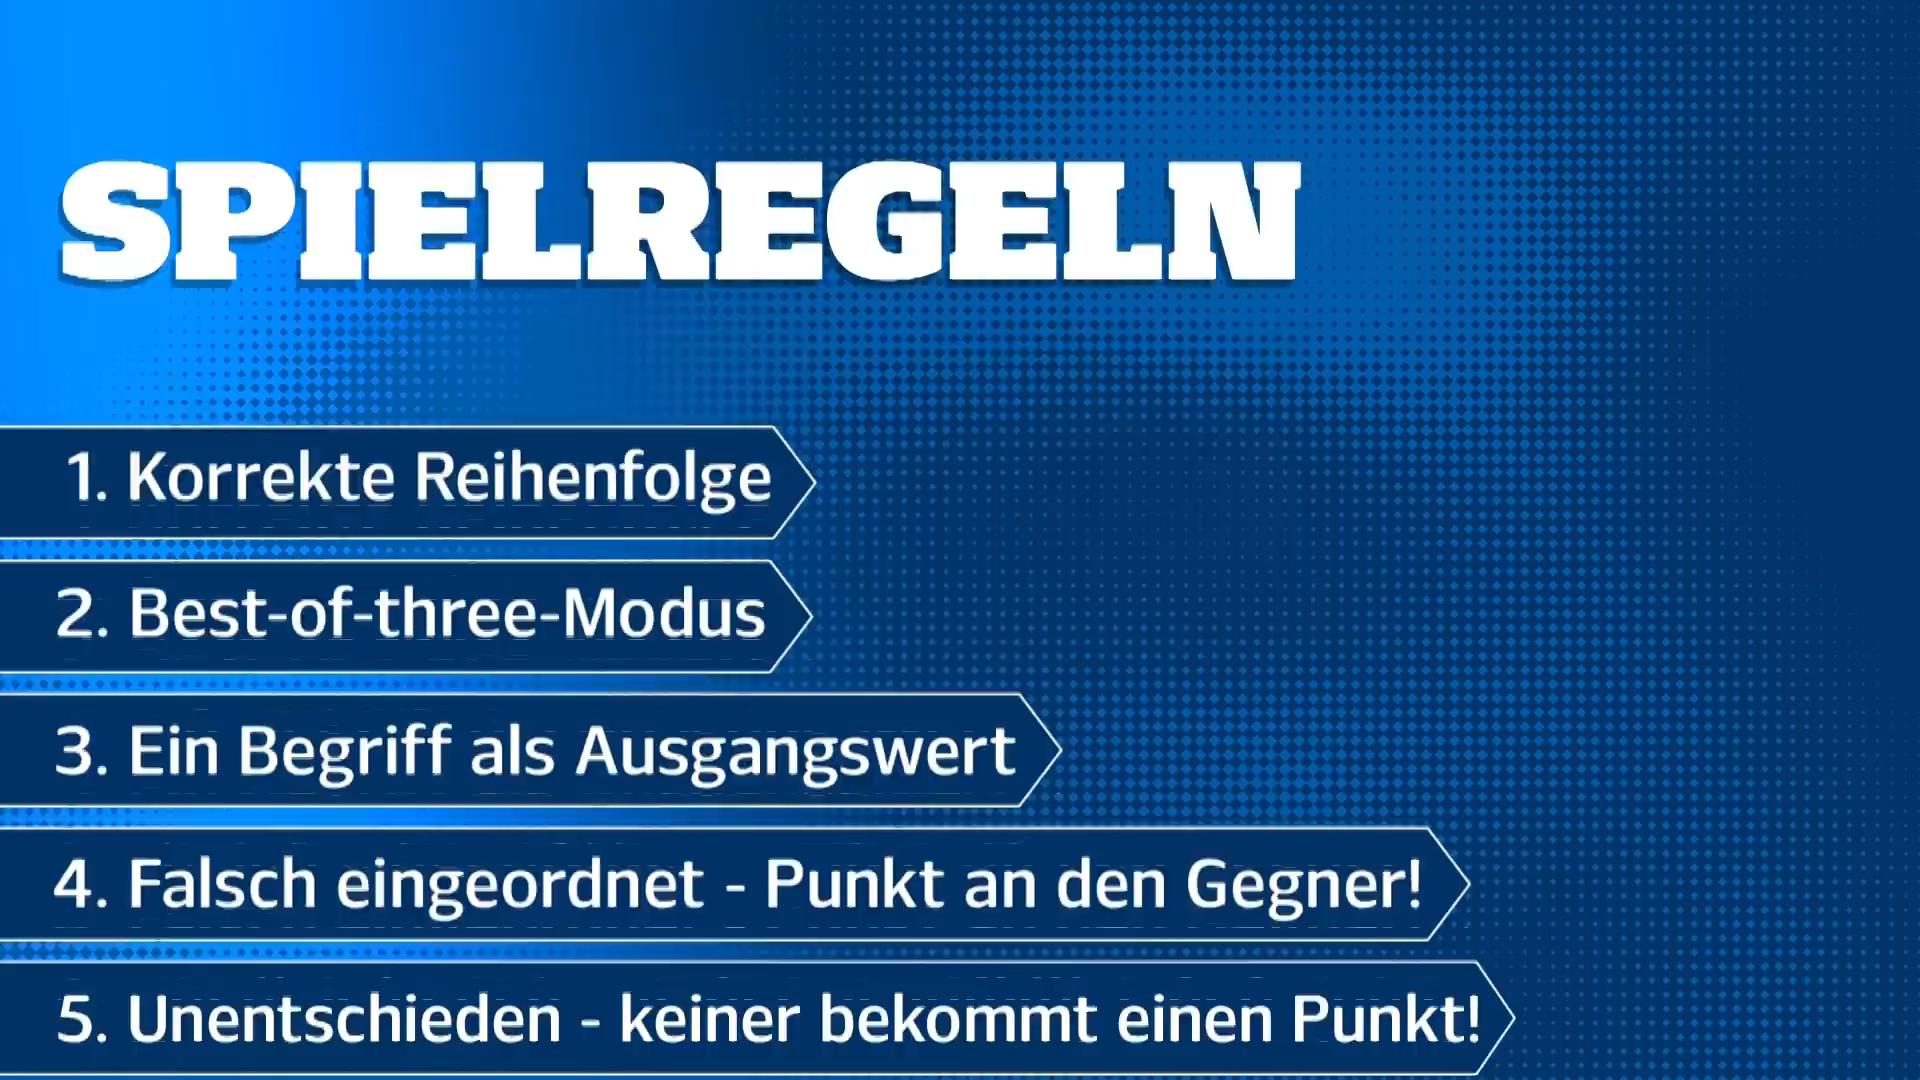 SPIELREGELN
1. Korrekte Reihenfolge
2. Best-of-three-Modus
3. Ein Begriff als Ausgangswert
4. Falsch eingeordnet - Punkt an den Gegner!
5. Unentschieden - keiner bekommt einen Punkt!